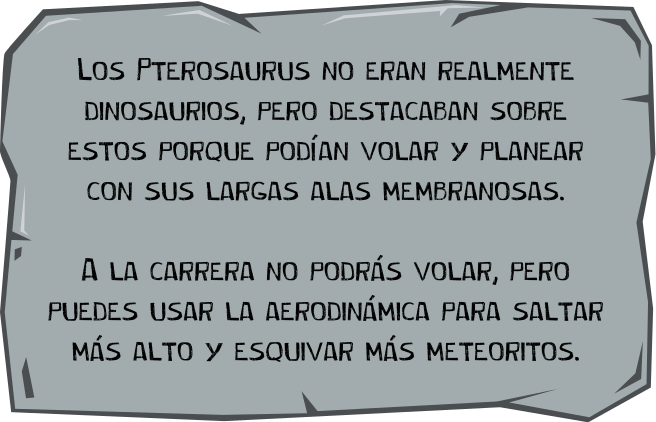 Los Pterosaurus no eran realmente
dinosaurios, pero destacaban sobre
estos porque podían volar y planear
con sus largas alas membranosas.
A la carrera no podrás volar, pero
puedes usar la aerodinámica para saltar
más alto y esquivar más meteoritos.